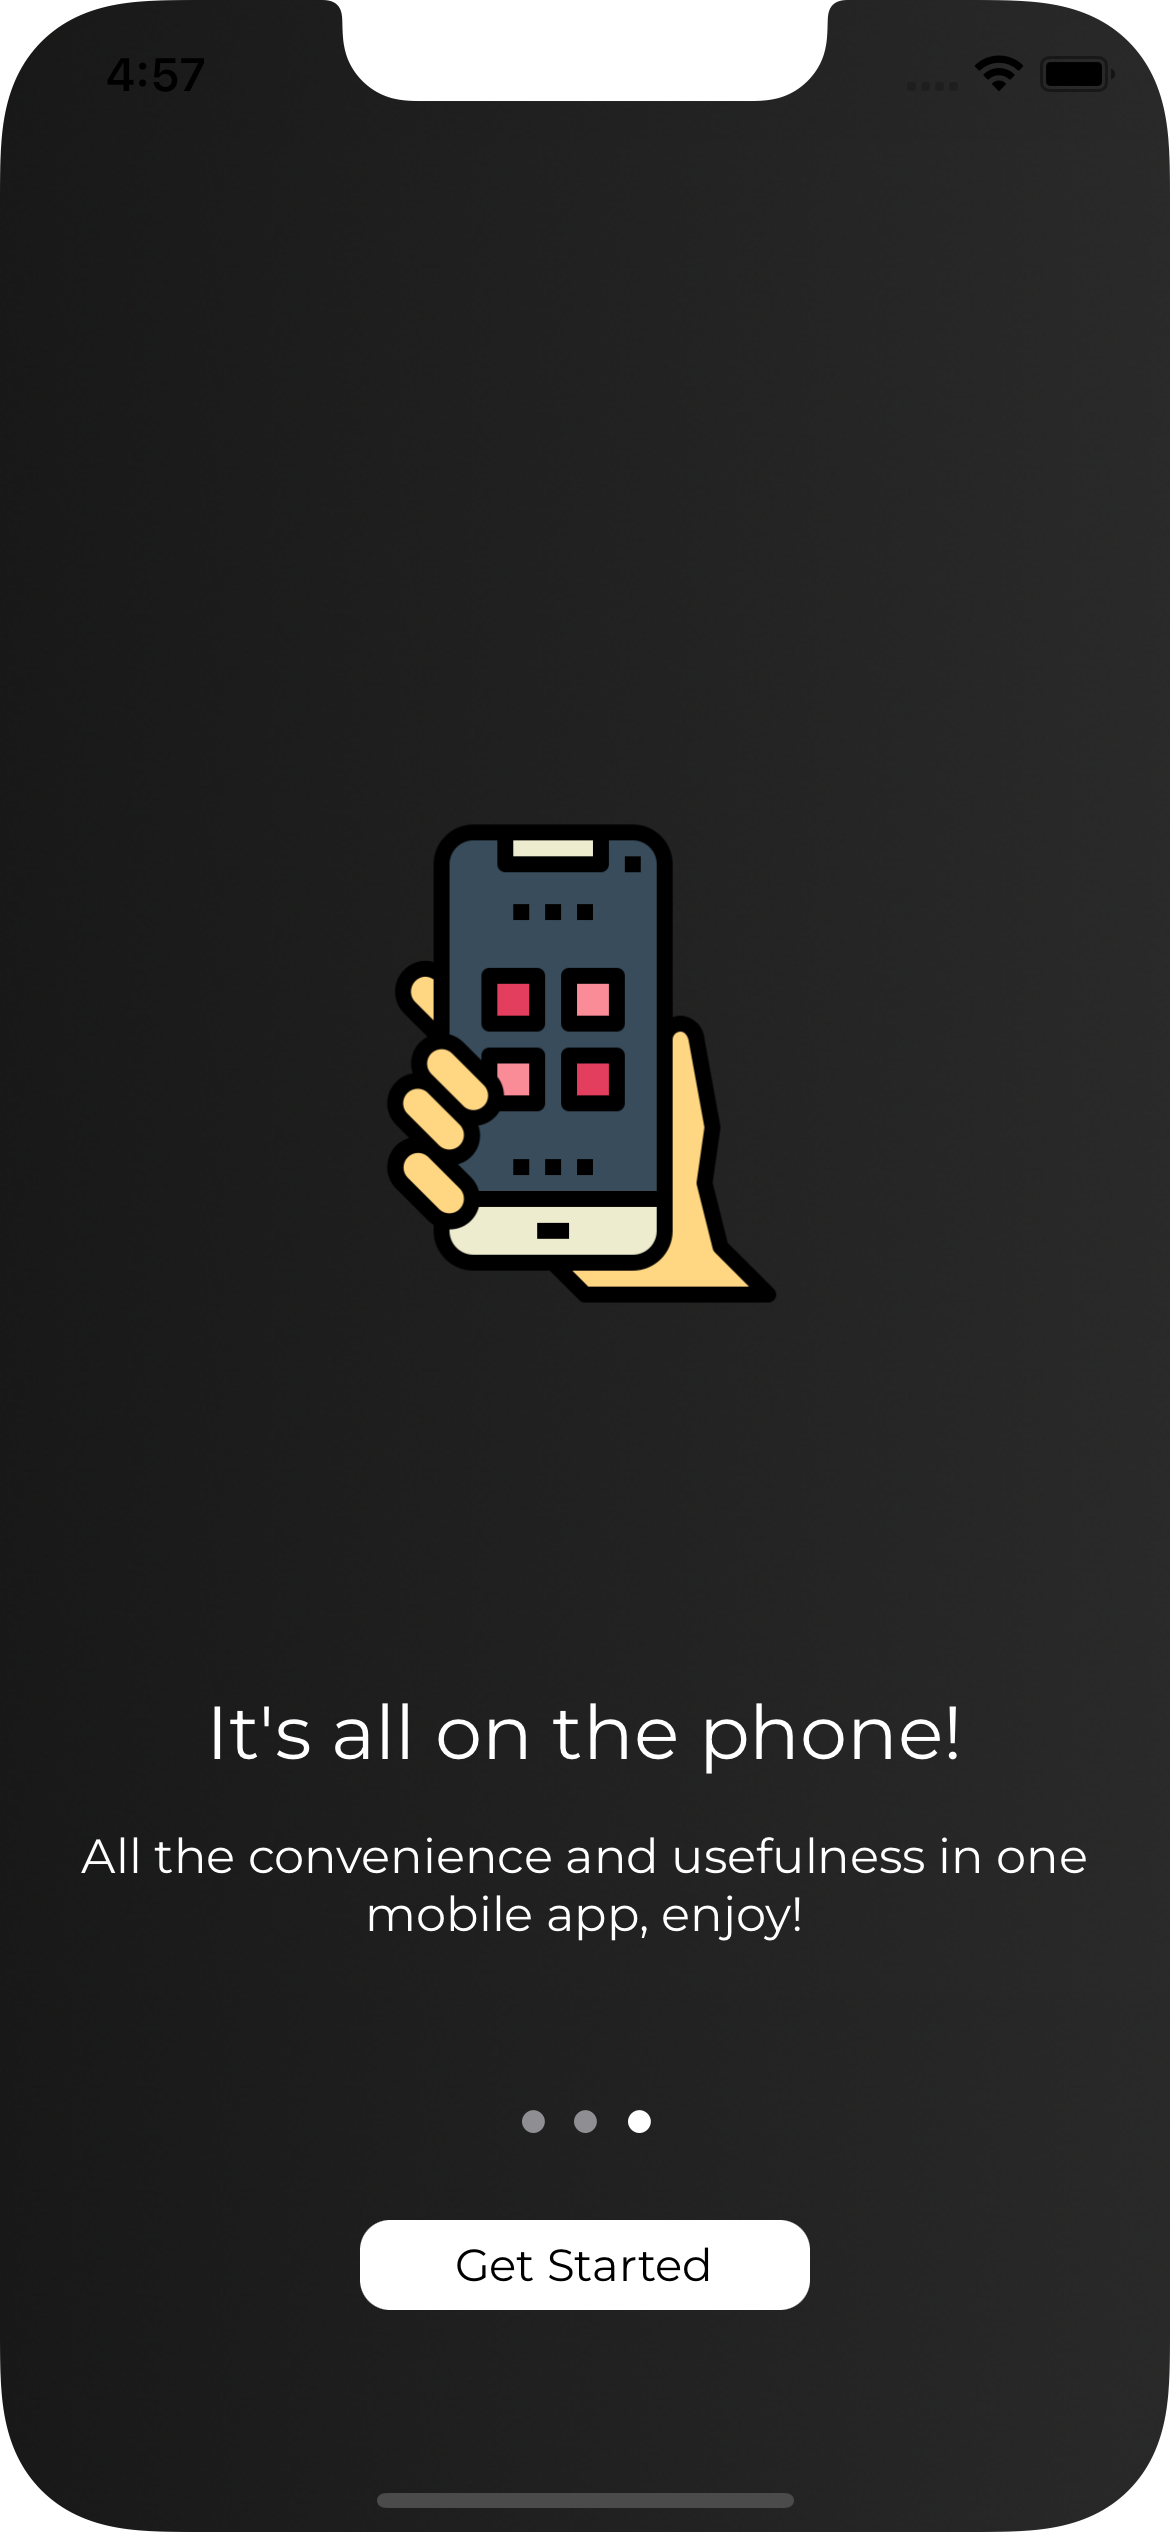 4:57
It's all on the phone!
All the convenience and usefulness in one
mobile app, enjoy!
Get Started